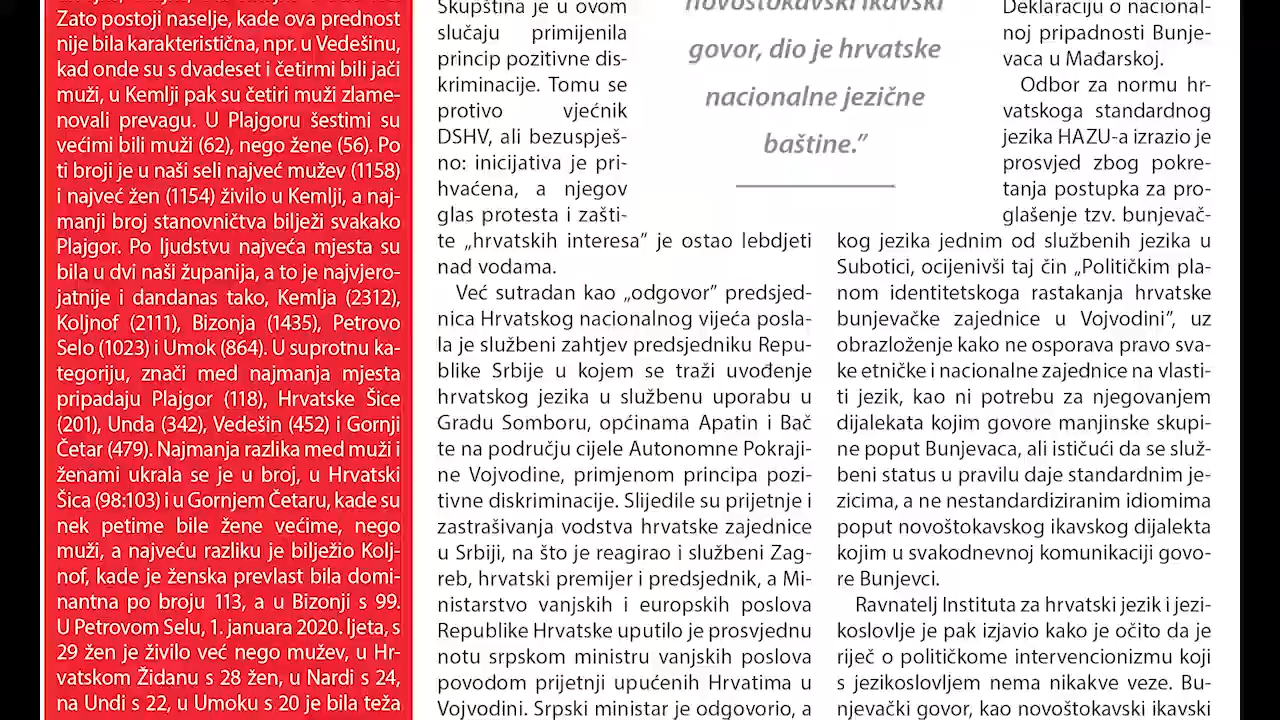 Zato postoji naselje, kade ova prednost
nije bila karakteristična, npr. u Vedešinu,
kad onde su s dvadeset i četirmi bili jači
muži, u Kemlji pak su četiri muži zlame-
novali prevagu. U Plajgoru šestimi su
većimi bili muži (62), nego žene (56). Po
ti broji je u naši seli najveć mužev (1158)
i najveć žen (1154) živilo u Kemlji, a naj-
manji broj stanovničtva bilježi svakako
Plajgor. Po ljudstvu najveća mjesta su
bila u dvi naši županija, a to je najvjero-
jatnije i dandanas tako, Kemlja (2312),
Koljnof (2111), Bizonja (1435), Petrovo
Selo (1023) i Umok (864). U suprotnu ka-
tegoriju, znači med najmanja mjesta
pripadaju Plajgor (118), Hrvatske Šice
(201), Unda (342), Vedešin (452) i Gornji
Četar (479). Najmanja razlika med muži i
ženami ukrala se je u broj, u Hrvatski
Šica (98:103) i u Gornjem Četaru, kade su
nek petime bile žene većime, nego
muži, a najveću razliku je bilježio Kolj-
nof, kade je ženska prevlast bila domi-
nantna po broju 113, a u Bizonji s 99.
U Petrovom Selu, 1. januara 2020. ljeta, s
29 žen je živilo već nego mužev, u Hr-
vatskom Židanu s 28 žen, u Nardi s 24,
na Undi s 22, u Umoku s 20 je bila teža
Skupština je u ovom
slučaju primijenila
princip pozitivne dis-
kriminacije. Tomu se
protivo vjećnik
DSHV, ali bezuspješ-
no: inicijativa je pri-
hvaćena, a njegov
glas protesta i zašti-
te „hrvatskih interesa” je ostao lebdjeti
nad vodama.
Već sutradan kao „odgovor” predsjed-
nica Hrvatskog nacionalnog vijeća posla-
la je službeni zahtjev predsjedniku Repu-
blike Srbije u kojem se traži uvođenje
hrvatskog jezika u službenu uporabu u
Gradu Somboru, općinama Apatin i Bač
te na području cijele Autonomne Pokraji-
ne Vojvodine, primjenom principa pozi-
tivne diskriminacije. Slijedile su prijetnje i
zastrašivanja vodstva hrvatske zajednice
u Srbiji, na što je reagirao i službeni Zag-
reb, hrvatski premijer i predsjednik, a Mi-
nistarstvo vanjskih i europskih poslova
Republike Hrvatske uputilo je prosvjednu
notu srpskom ministru vanjskih poslova
povodom prijetnji upućenih Hrvatima u
Vojvodini. Srpski ministar je odgovorio, a
novoštokavski ikavski
govor, dio je hrvatske
nacionalne jezične
baštine.”
Deklaraciju o nacional-
noj pripadnosti Bunje-
vaca u Mađarskoj.
Odbor za normu hr-
vatskoga standardnog
jezika HAZU-a izrazio je
prosvjed zbog pokre-
tanja postupka za pro-
glašenje tzv. bunjevač-
kog jezika jednim od službenih jezika u
Subotici, ocijenivši taj čin „Političkim pla-
nom identitetskoga rastakanja hrvatske
bunjevačke zajednice u Vojvodini”, uz
obrazloženje kako ne osporava pravo sva-
ke etničke i nacionalne zajednice na vlasti-
ti jezik, kao ni potrebu za njegovanjem
dijalekata kojim govore manjinske skupi-
ne poput Bunjevaca, ali ističući da se služ-
beni status u pravilu daje standardnim je-
zicima, a ne nestandardiziranim idiomima
poput novoštokavskog ikavskog dijalekta
kojim u svakodnevnoj komunikaciji govo-
re Bunjevci.
Ravnatelj Instituta za hrvatski jezik i jezi-
koslovlje je pak izjavio kako je očito da je
riječ o političkome intervencionizmu koji
s jezikoslovljem nema nikakve veze. Bu-
njevački govor, kao novoštokavski ikavski